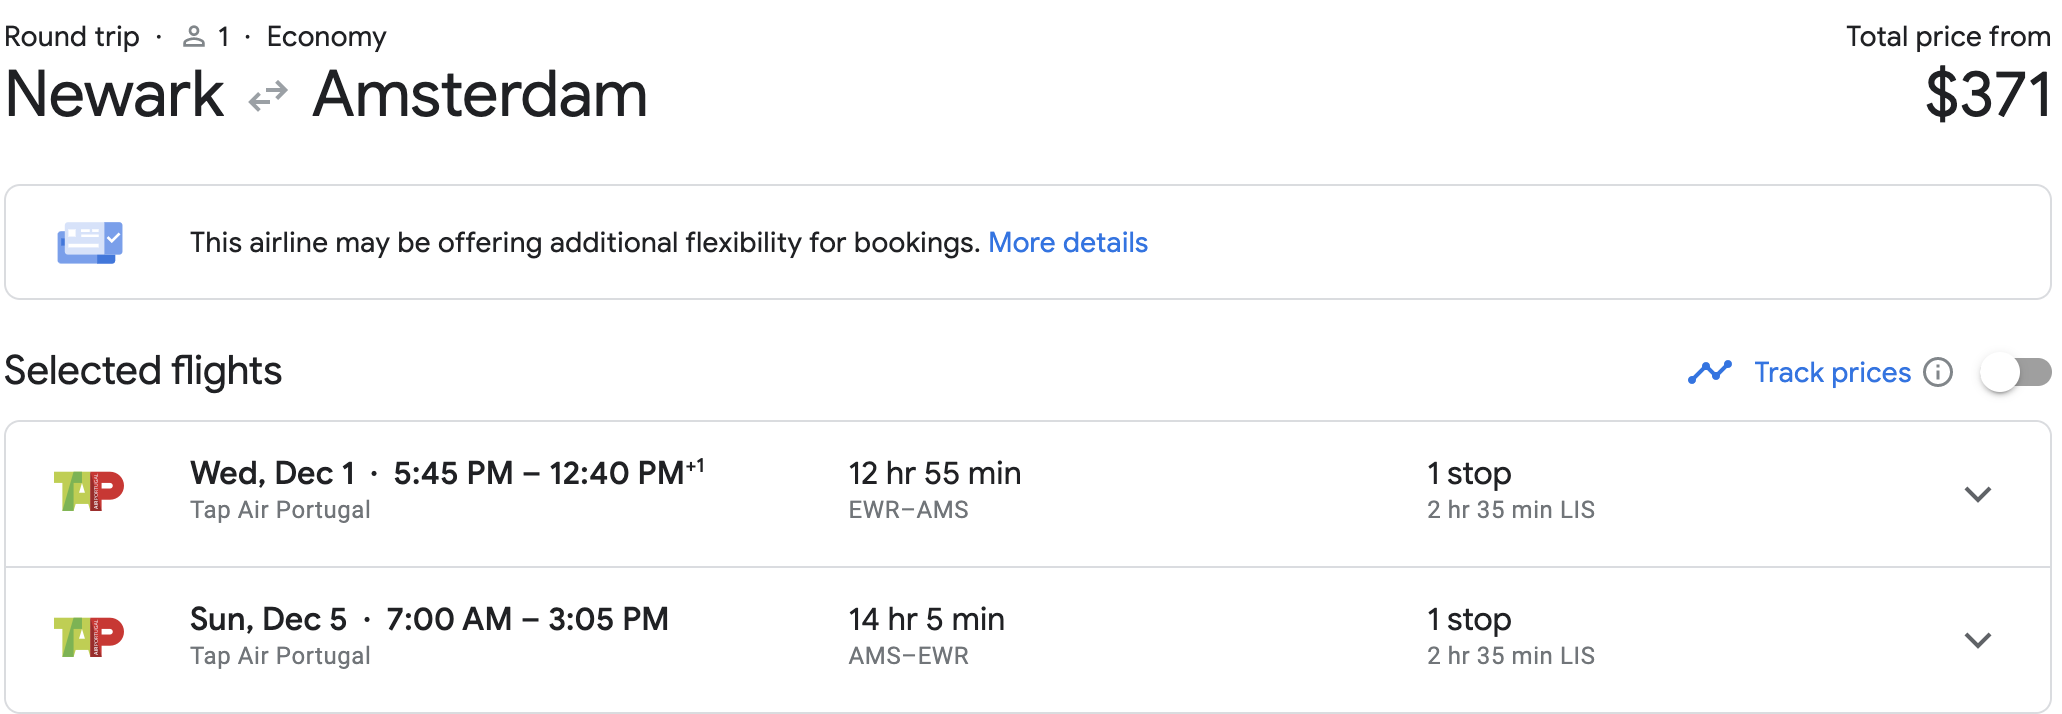 Round trip · 1 · Economy
Total price from
Newark Amsterdam
$371
This airline may be offering additional flexibility for bookings. More details
Selected flights
Track prices
TAP Wed, Dec 1 · 5:45 PM – 12:40 PM+1 12 hr 55 min 1 stop
Tap Air Portugal EWR–AMS 2 hr 35 min LIS
TAP Sun, Dec 5 · 7:00 AM – 3:05 PM 14 hr 5 min 1 stop
Tap Air Portugal AMS–EWR 2 hr 35 min LIS